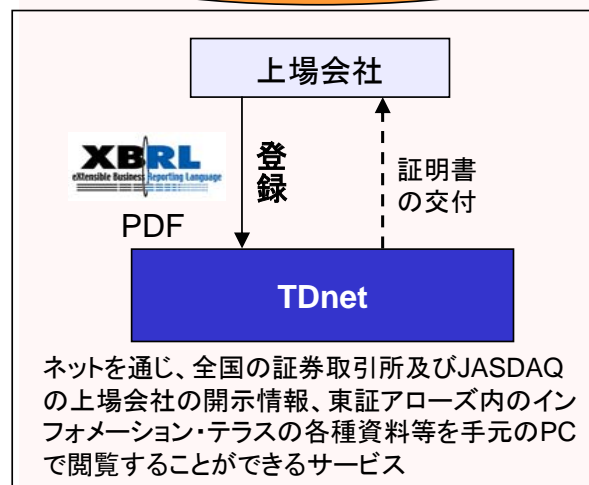 上場会社
XBRL
eXtensible Business Reporting Language
PDF
登録
証明書
の交付
TDnet
ネットを通じ、全国の証券取引所及びJASDAQ
の上場会社の開示情報、東証アローズ内のイン
フォメーション・テラスの各種資料等を手元のPC
で閲覧することができるサービス